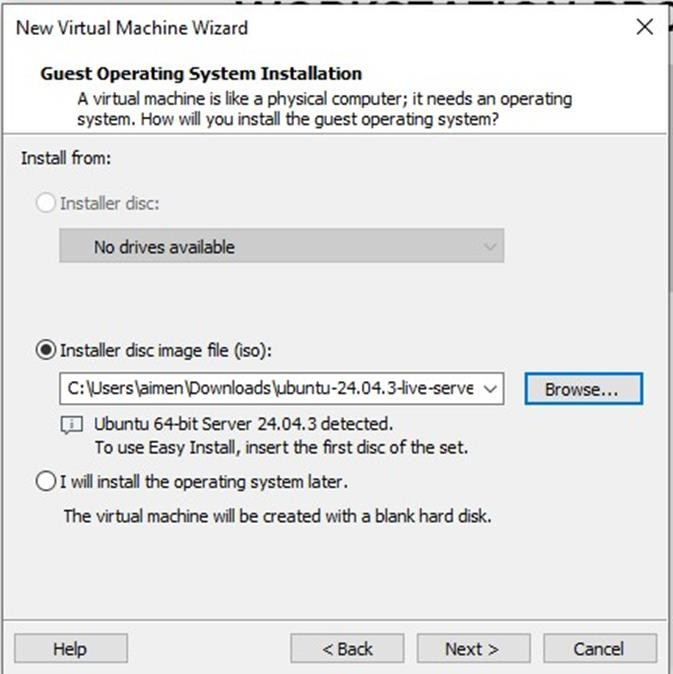 New Virtual Machine Wizard
Guest Operating System Installation
A virtual machine is like a physical computer; it needs an operating
system. How will you install the guest operating system?
Install from:
Installer disc:
No drives available
Installer disc image file (iso):
C:\Users\aimen\Downloads\ubuntu-24.04.3-live-serve
Browse...
Ubuntu 64-bit Server 24.04.3 detected.
To use Easy Install, insert the first disc of the set.
I will install the operating system later.
The virtual machine will be created with a blank hard disk.
Help
< Back
Next >
Cancel